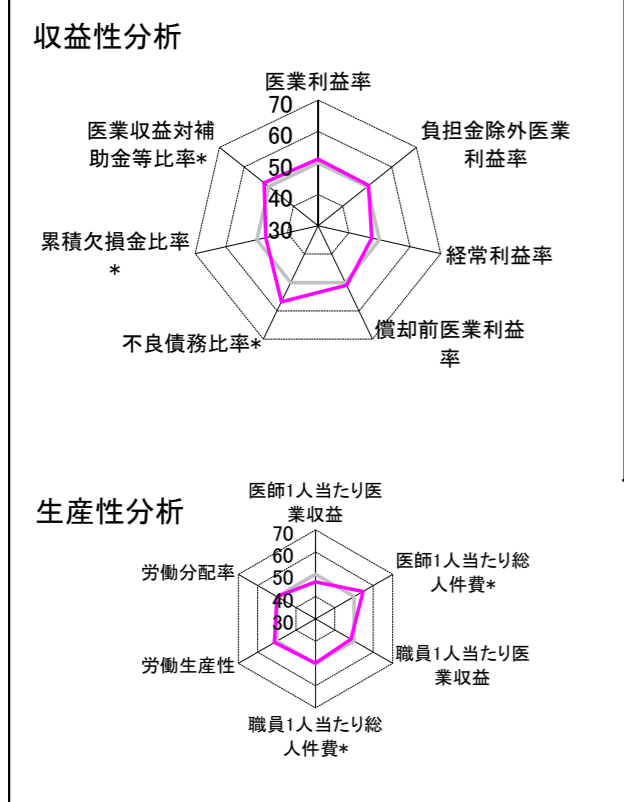 収益性分析
医業利益率
70
60
50
40
30
負担金除外医業
利益率
経常利益率
償却前医業利益
率
不良債務比率*
累積欠損金比率
*
医業収益対補
助金等比率*
生産性分析
医師1人当たり医
業収益
70
60
50
40
30
医師1人当たり総
人件費*
職員1人当たり医
業収益
職員1人当たり総
人件費*
労働生産性
労働分配率